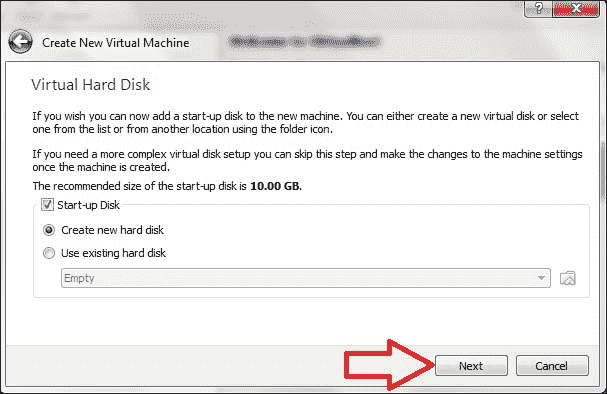 ?
Create New Virtual Machine
Virtual Hard Disk
If you wish you can now add a start-up disk to the new machine. You can either create a new virtual disk or select
one from the list or from another location using the folder icon.
If you need a more complex virtual disk setup you can skip this step and make the changes to the machine settings
once the machine is created.
The recommended size of the start-up disk is 10.00 GB.
Start-up Disk
Create new hard disk
Use existing hard disk
Empty
Next
Cancel